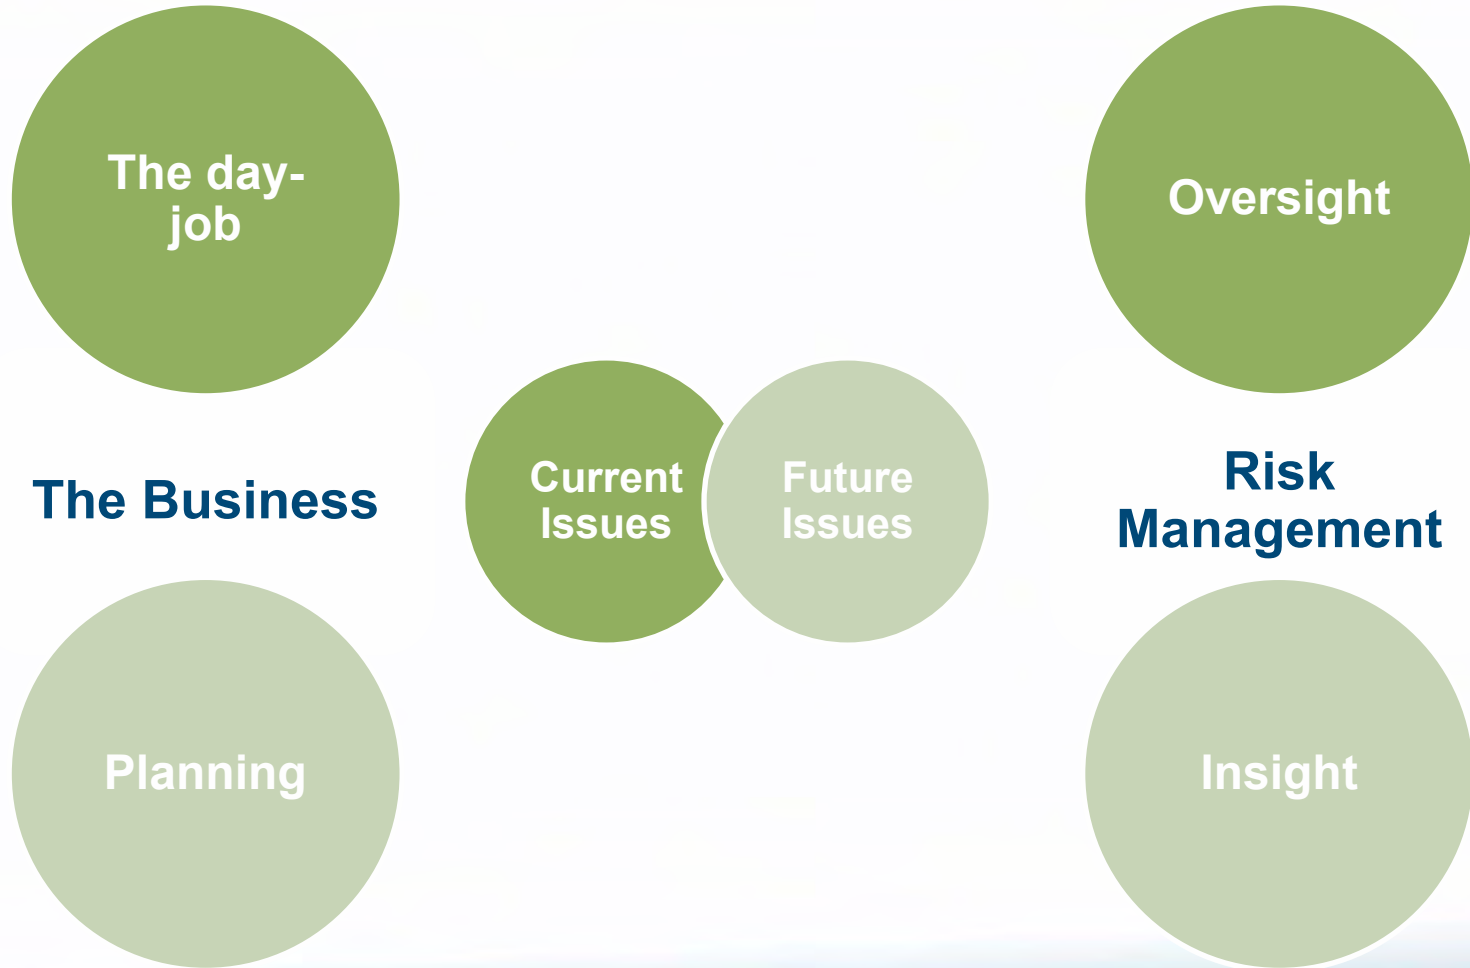 The day-
job
The Business
Planning
Current
Issues
Future
Issues
Oversight
Risk
Management
Insight